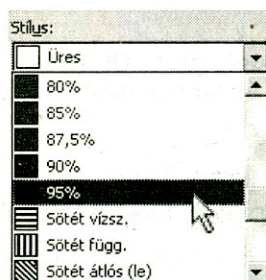 Stílus:
Üres
80%
85%
87,5%
90%
95%
Sötét vízsz.
Sötét függ.
Sötét átlós (le)